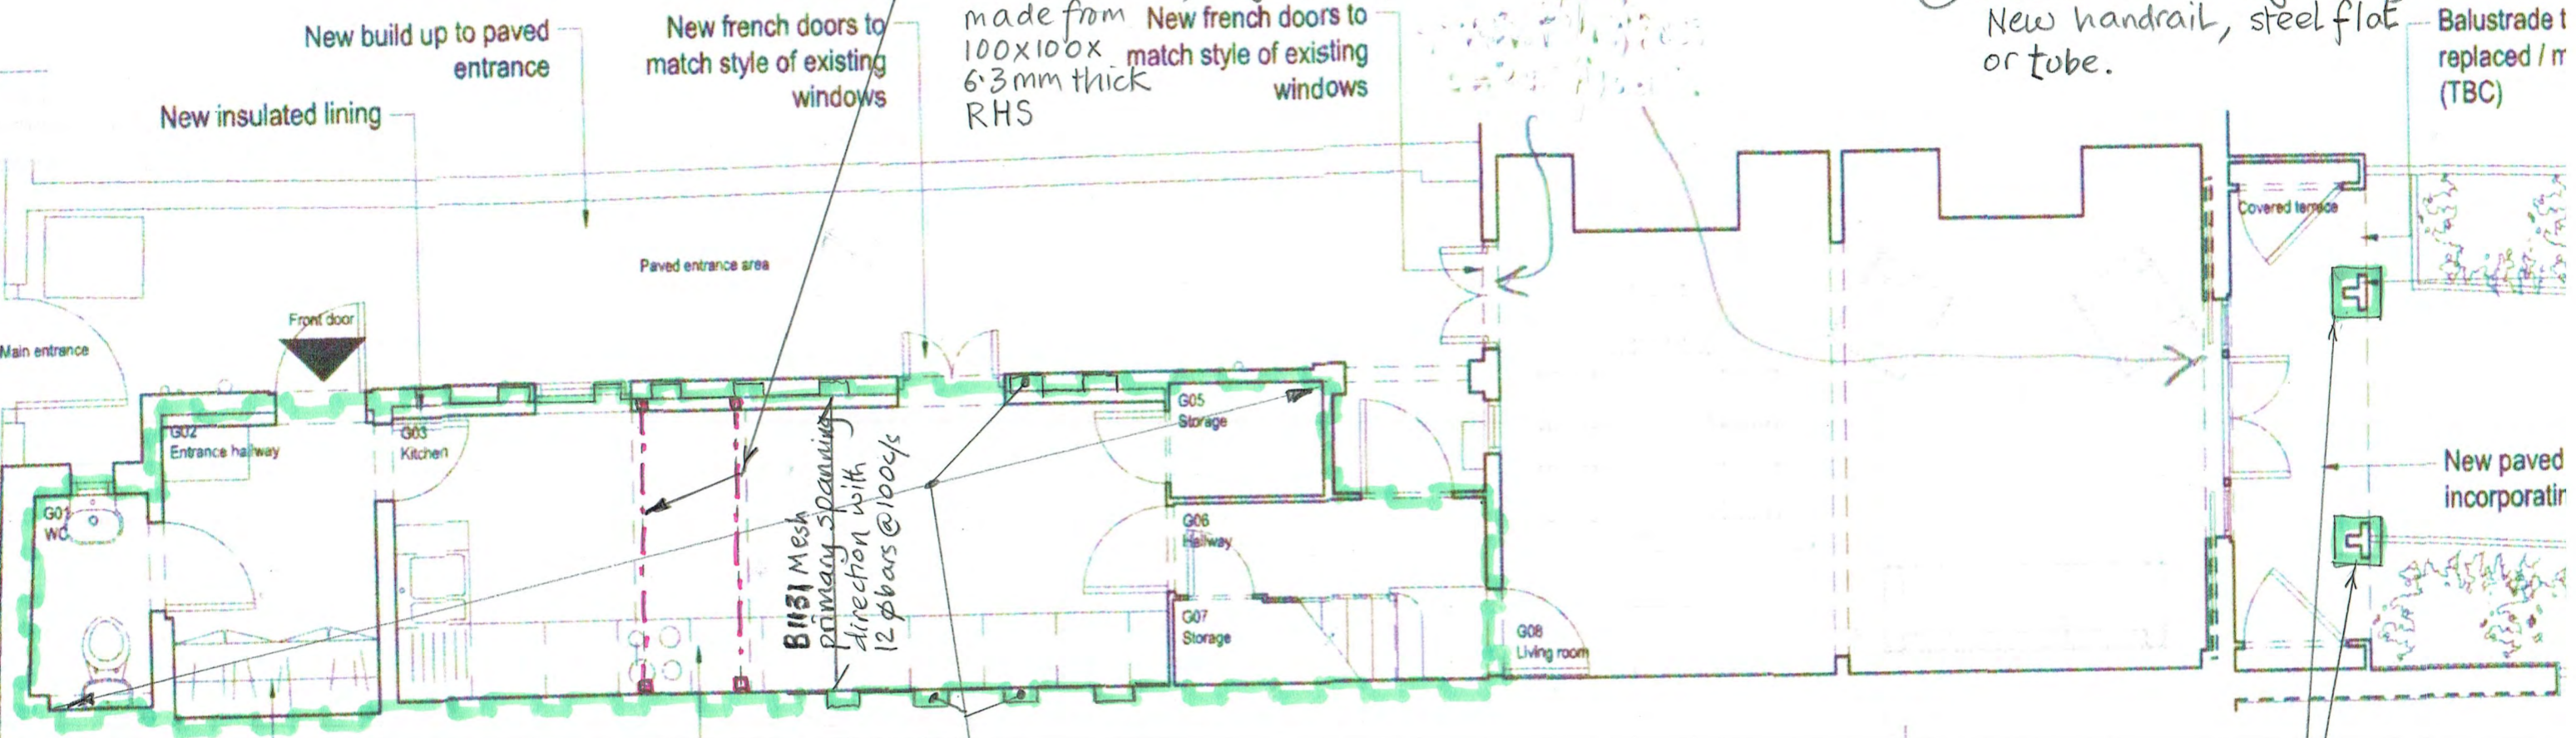 New build up to paved
entrance
New insulated lining
New french doors to
match style of existing
windows
made from
100x100x
6.3mm thick
RHS
New french doors to
match style of existing
windows
New handrail, steel flat
or tube.
Balustrade t
replaced / m
(TBC)
Paved entrance area
Covered terrace
Front door
Main entrance
G02
Entrance hallway
G03
Kitchen
G05
Storage
G01
WC
B1131 Mesh
primary spanning
direction with
12ϕbars@100c/s
G06
Hallway
New paved
incorporatin
G07
Storage
G08
Living room